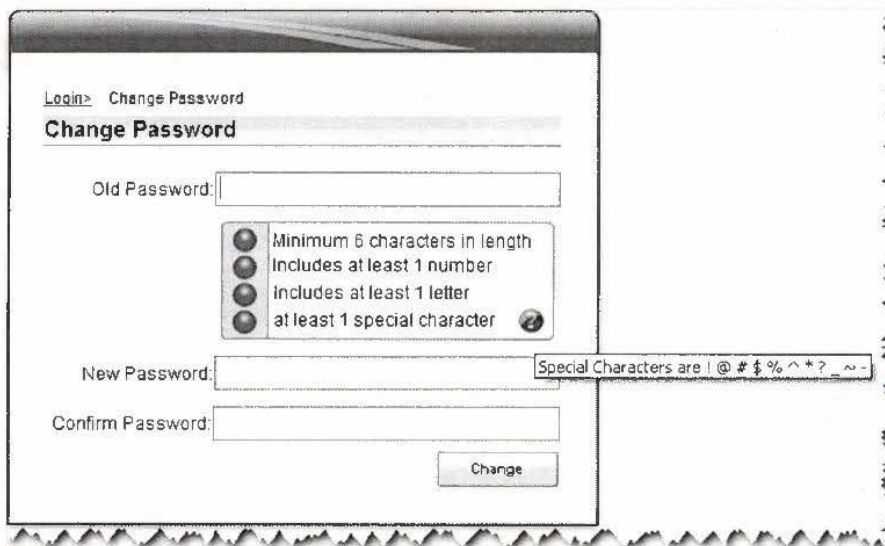 Login> Change Password
Change Password
Old Password:
Minimum 6 characters in length
Includes at least 1 number
Includes at least 1 letter
at least 1 special character
New Password:
Special Characters are ! @ # $ % ^ * ? _ ~ -
Confirm Password:
Change